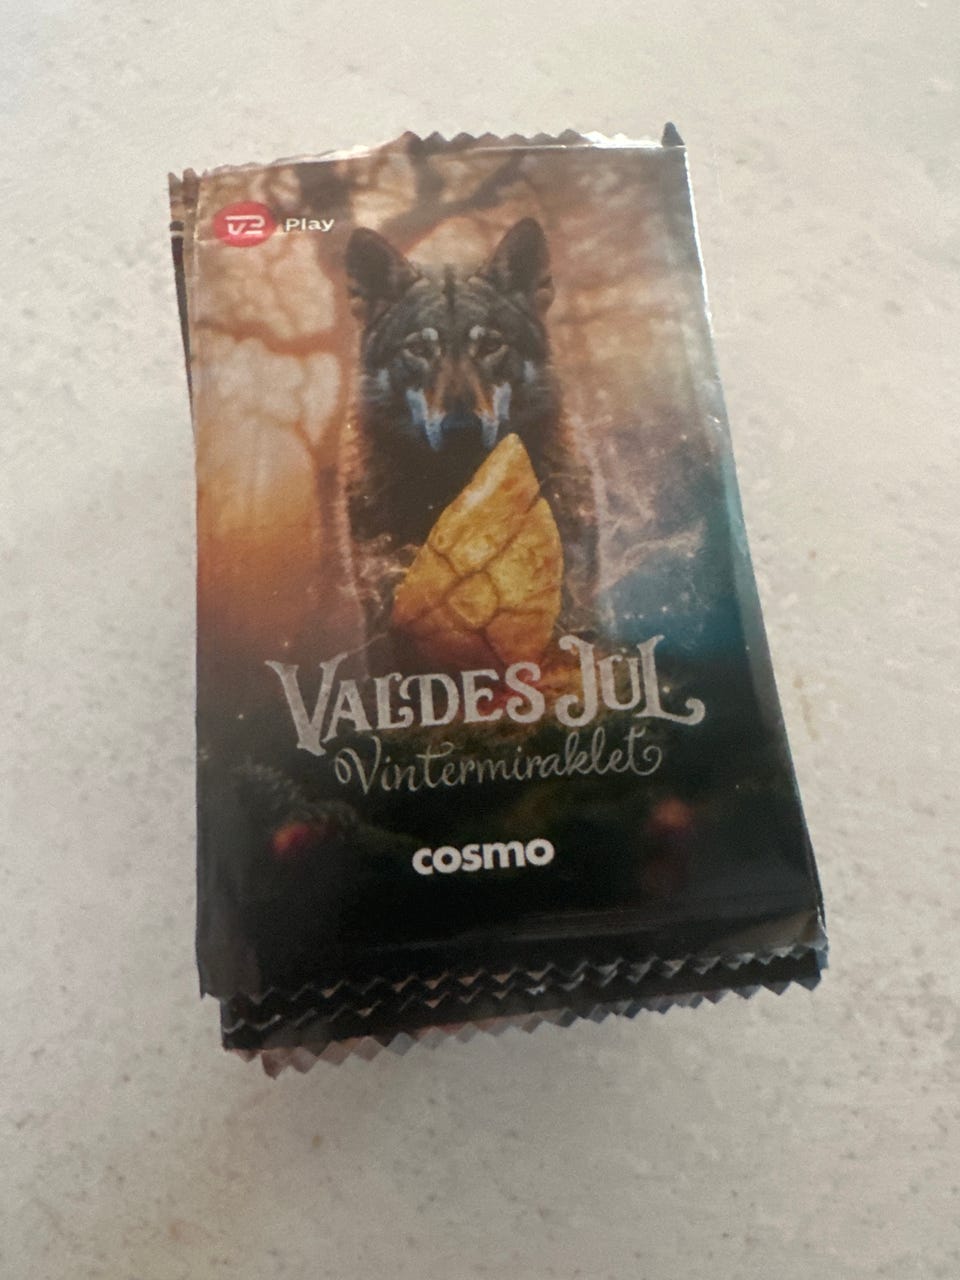 TV2 Play
VALDES JUL
Vintermiraklet
cosmo